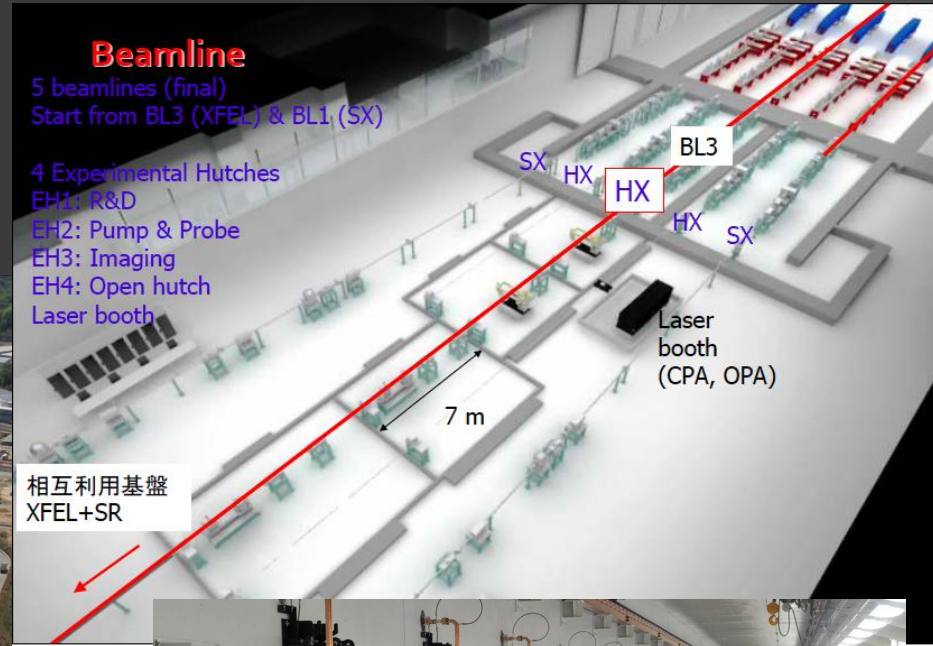 Beamline
5 beamlines (final)
Start from BL3 (XFEL) & BL1 (SX)
4 Experimental Hutches
EH1: R&D
EH2: Pump & Probe
EH3: Imaging
EH4: Open hutch
Laser booth
BL3
SX
HX
HX
HX
SX
Laser
booth
(CPA, OPA)
7 m
相互利用基盤
XFEL+SR